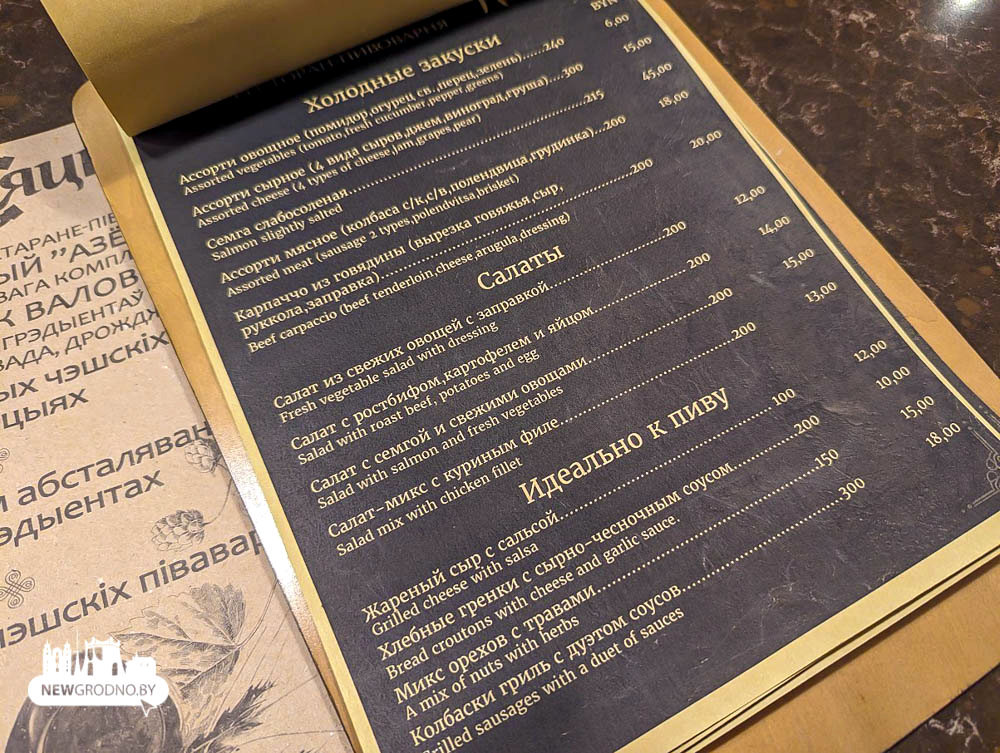 BYN
Холодные закуски
Ассорти овощное (помидор,огурец св.,перец,зелень)......240 6,00
Assorted vegetables (tomato,fresh cucumber,pepper,greens)
Ассорти сырное (4 вида сыров,джем,виноград,груша)....300 15,00
Assorted cheese (4 types of cheese,jam,grapes,pear)
Семга слабосоленая........................................215 45,00
Salmon slightly salted
Ассорти мясное (колбаса с/к,с/в,полендвица,грудинка)...200 18,00
Assorted meat (sausage 2 types,polendvitsa,brisket)
Карпаччо из говядины (вырезка говяжья,сыр,
руккола,заправка)........................................200 20,00
Beef carpaccio (beef tenderloin,cheese,arugula,dressing)
Салаты
Салат из свежих овощей с заправкой......................200 12,00
Fresh vegetable salad with dressing
Салат с ростбифом,картофелем и яйцом..................200 14,00
Salad with roast beef, potatoes and egg
Салат с семгой и свежими овощами......................200 15,00
Salad with salmon and fresh vegetables
Салат-микс с куриным филе..............................200 13,00
Salad mix with chicken fillet
Идеально к пиву
Жареный сыр с сальсой....................................100 12,00
Grilled cheese with salsa
Хлебные гренки с сырно-чесночным соусом..............200 10,00
Bread croutons with cheese and garlic sauce.
Микс орехов с травами....................................150 15,00
A mix of nuts with herbs
Колбаски гриль с дуэтом соусов..........................300 18,00
Grilled sausages with a duet of sauces
ТАРАНЕ-ПІВ
ЫЙ "АЗЁ
ВАГА КОМПЛ
К ВАЛОВ
ГРЭДЫЕНТАЎ
ВАДА, ДРОЖДЖ
ЫХ ЧЭШСКІХ
ЦЫЯХ
м абсталяван
рэдыентах
чэшскіх півавар
NEWGRODNO.BY